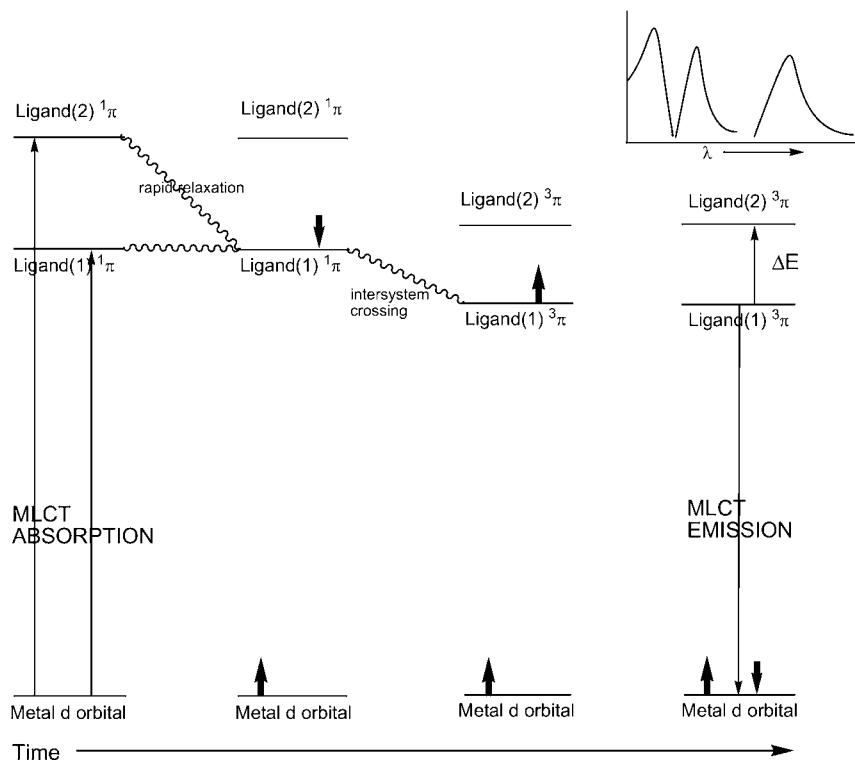 λ
Ligand(2) ¹π
Ligand(2) ¹π
rapid relaxation
Ligand(2) ³π
Ligand(2) ³π
ΔE
Ligand(1) ¹π
Ligand(1) ¹π
intersystem
crossing
Ligand(1) ³π
Ligand(1) ³π
MLCT
ABSORPTION
MLCT
EMISSION
Metal d orbital
Metal d orbital
Metal d orbital
Metal d orbital
Time